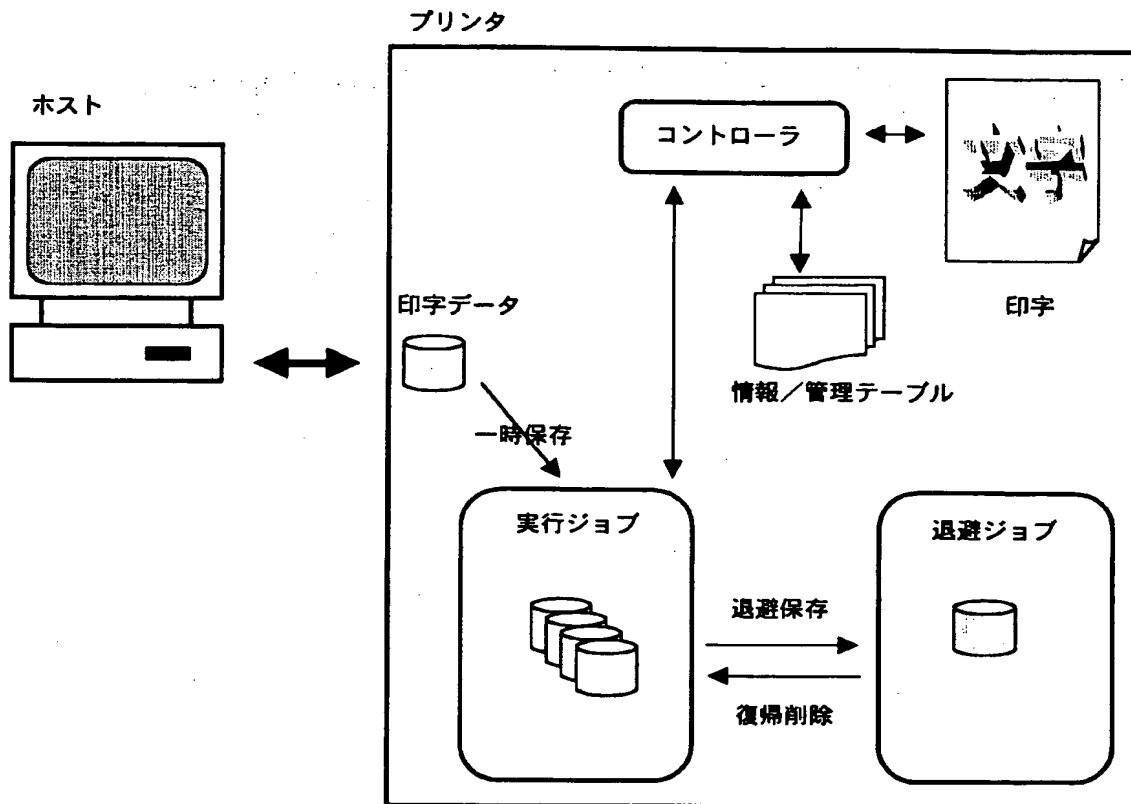 プリンタ
ホスト
コントローラ
印字データ
印字
情報／管理テーブル
一時保存
実行ジョブ
退避ジョブ
退避保存
復帰削除